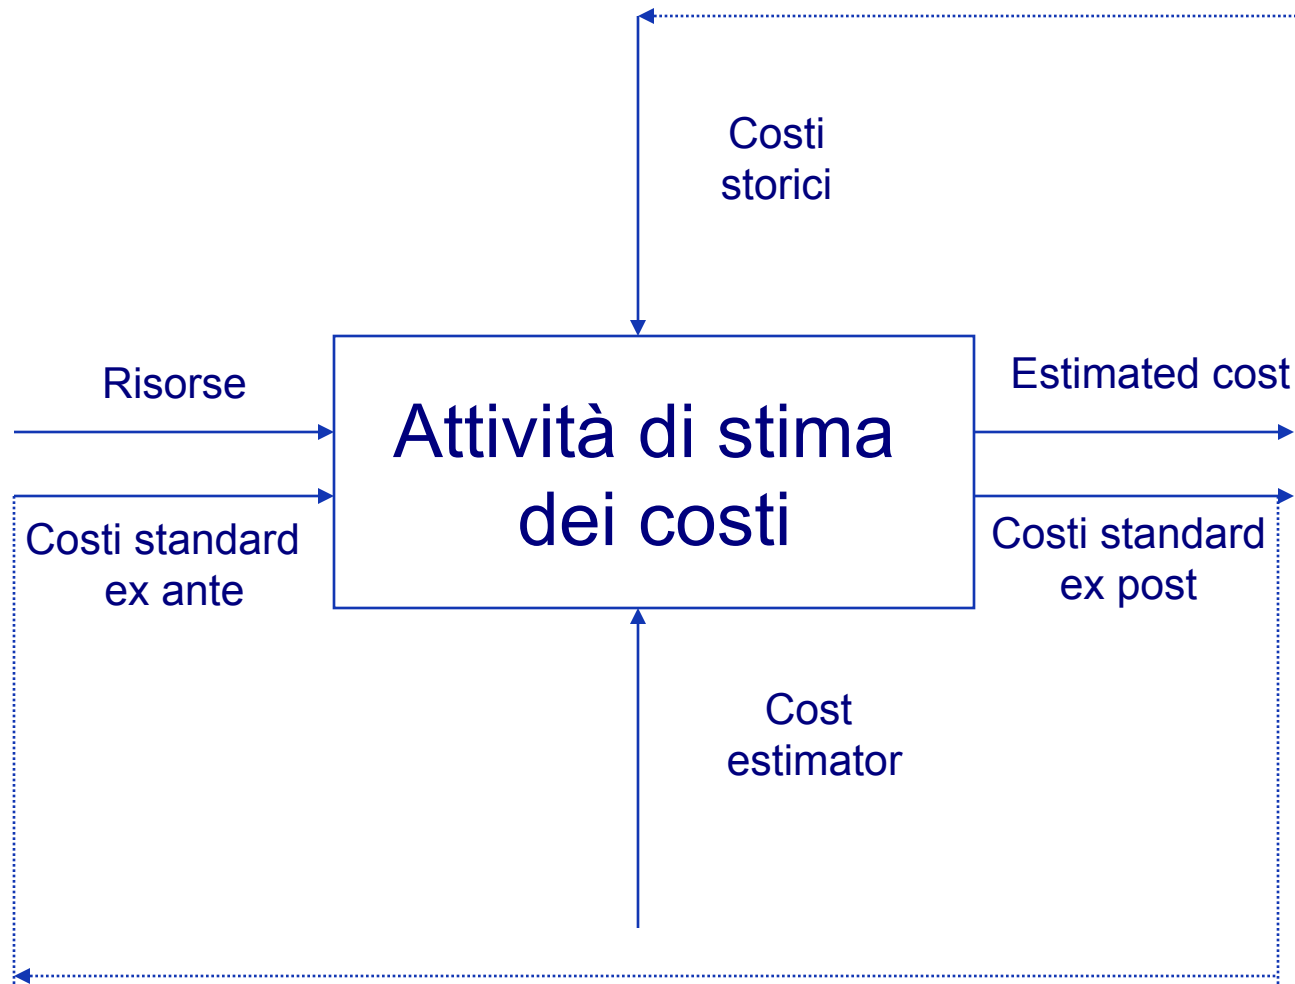 Costi
storici
Risorse
Estimated cost
Attività di stima
dei costi
Costi standard
ex ante
Costi standard
ex post
Cost
estimator